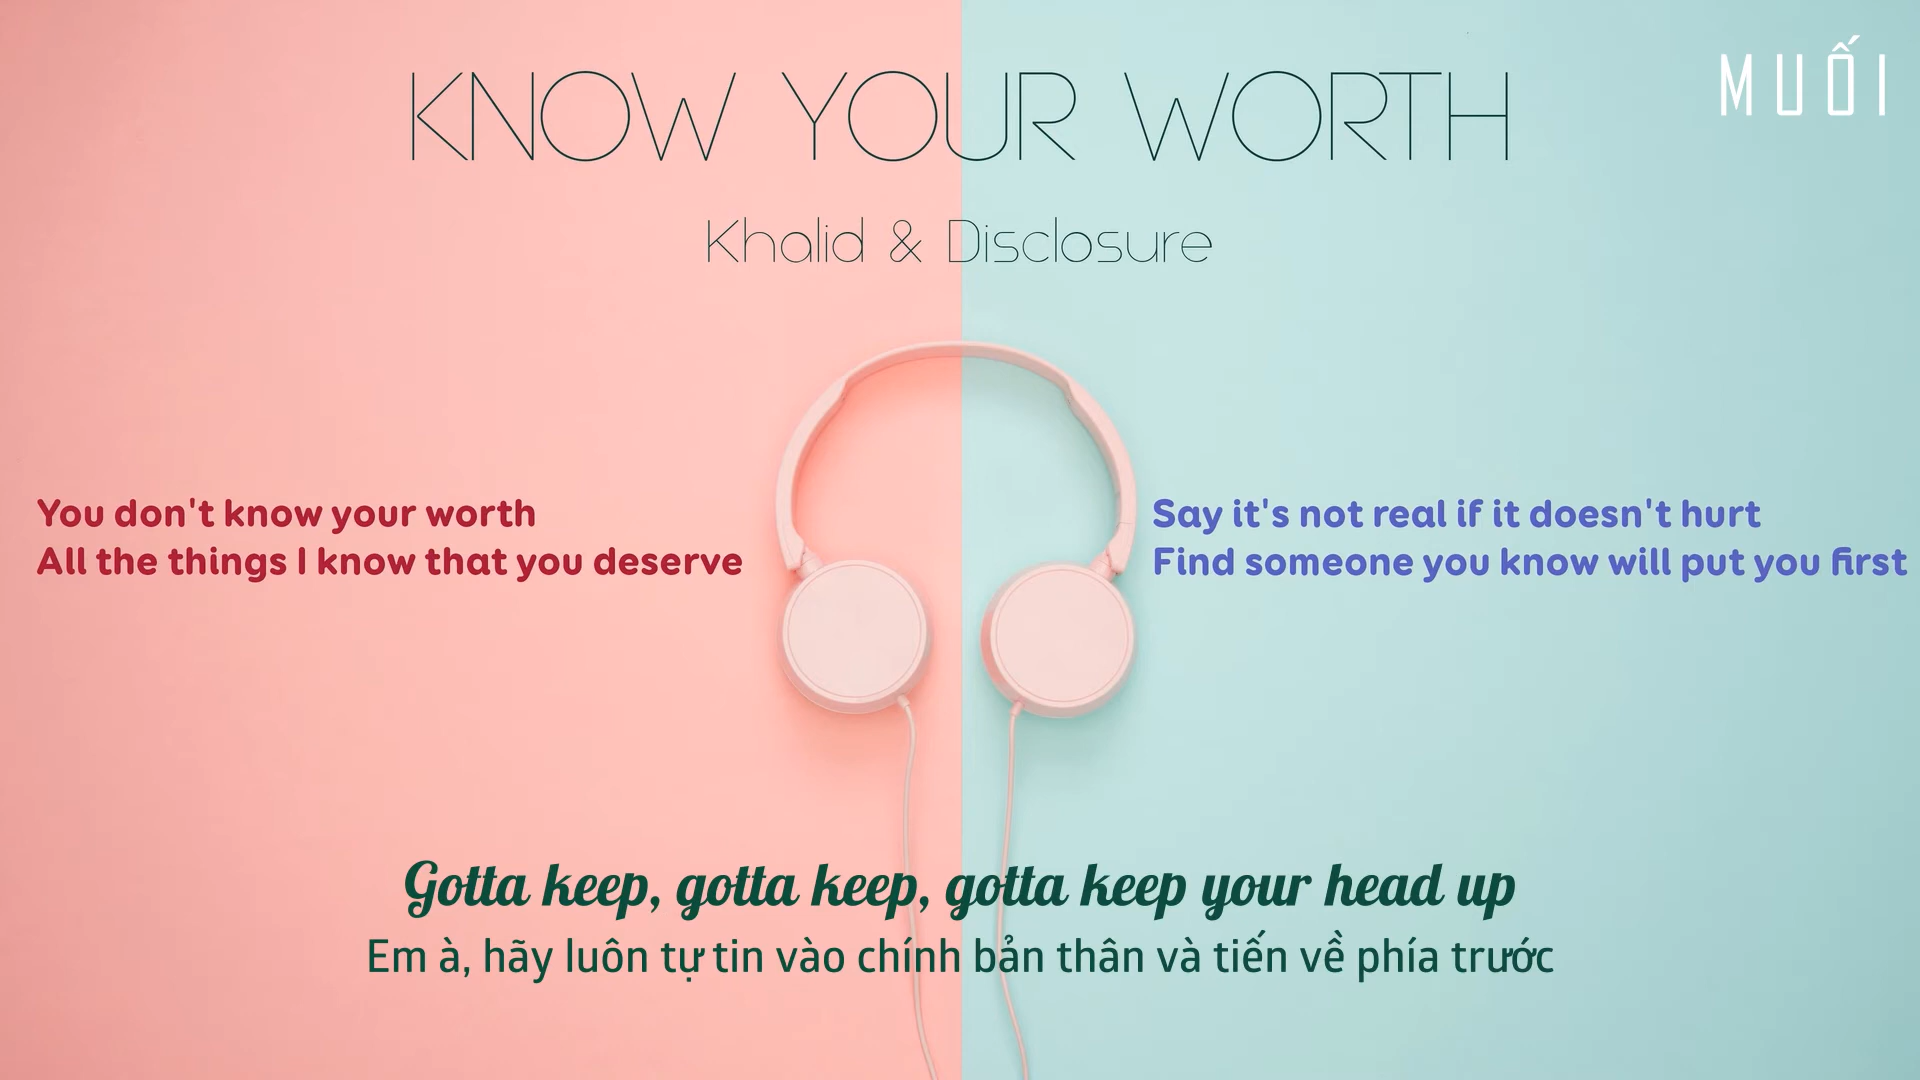 KNOW YOUR WORTH
MUỐI
Khalid & Disclosure
You don't know your worth
All the things I know that you deserve
Say it's not real if it doesn't hurt
Find someone you know will put you first
Gotta keep, gotta keep, gotta keep your head up
Em à, hãy luôn tự tin vào chính bản thân và tiến về phía trước